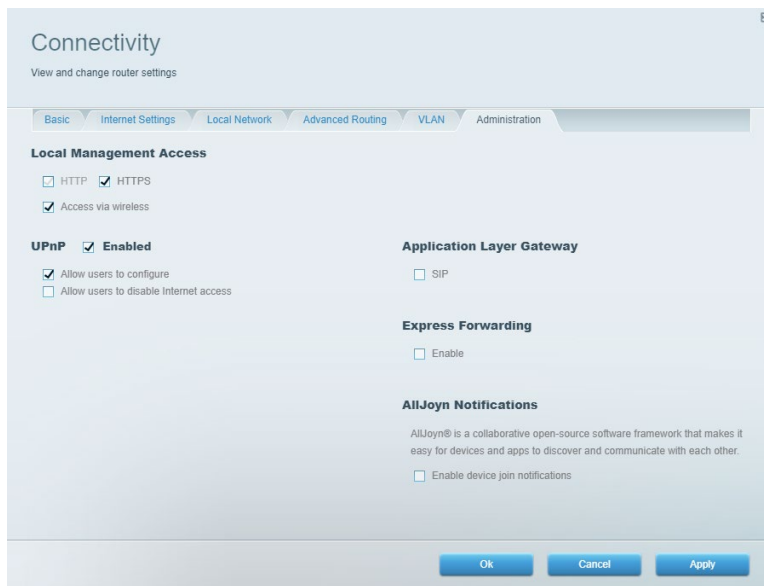 Connectivity
View and change router settings
Basic Internet Settings Local Network Advanced Routing VLAN Administration
Local Management Access
HTTP HTTPS
Access via wireless
UPnP Enabled
Allow users to configure
Allow users to disable Internet access
Application Layer Gateway
SIP
Express Forwarding
Enable
AllJoyn Notifications
AllJoyn® is a collaborative open-source software framework that makes it
easy for devices and apps to discover and communicate with each other.
Enable device join notifications
Ok Cancel Apply